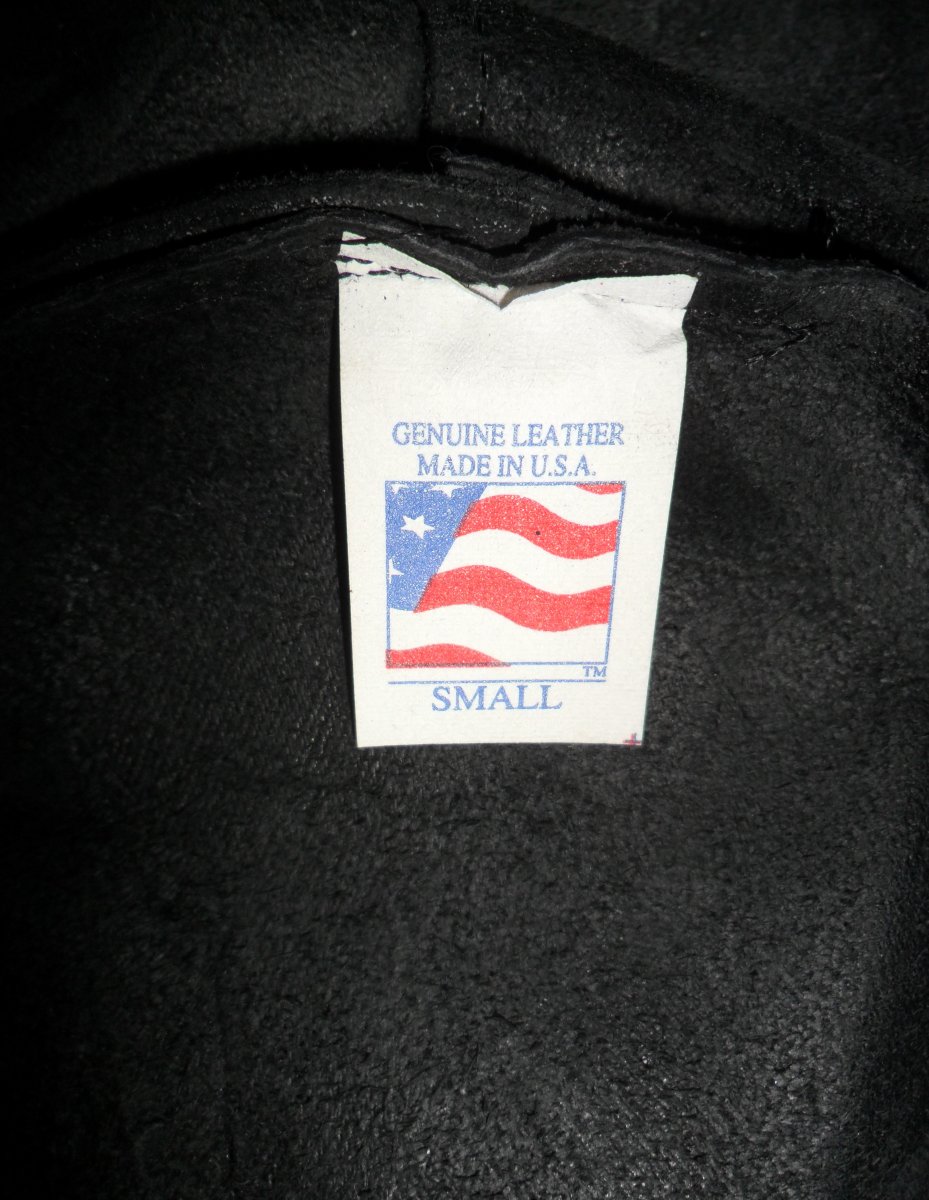 GENUINE LEATHER
MADE IN U.S.A.
TM
SMALL